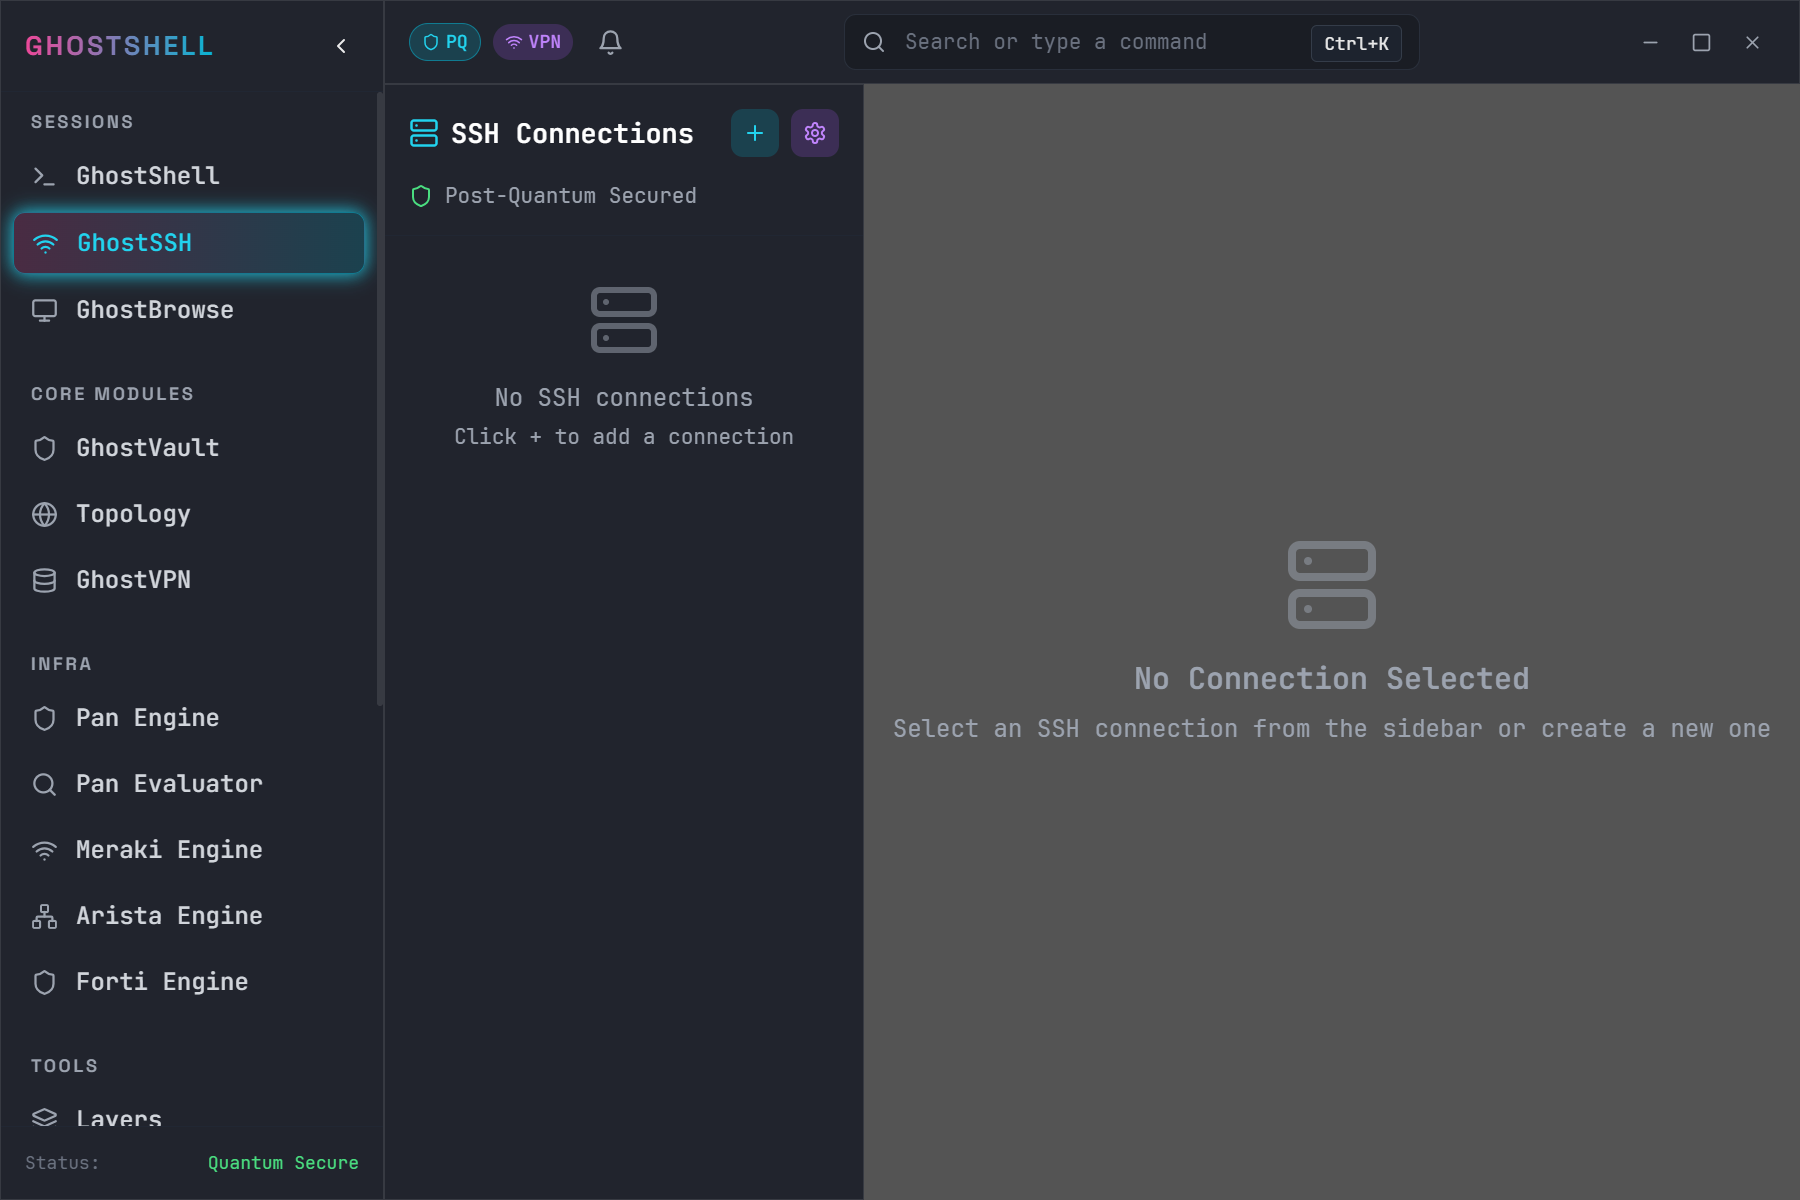 GHOSTSHELL
SESSIONS
GhostShell
GhostSSH
GhostBrowse
CORE MODULES
GhostVault
Topology
GhostVPN
INFRA
Pan Engine
Pan Evaluator
Meraki Engine
Arista Engine
Forti Engine
TOOLS
Layers
Status: Quantum Secure
PQ VPN
Search or type a command Ctrl+K
SSH Connections
Post-Quantum Secured
No SSH connections
Click + to add a connection
No Connection Selected
Select an SSH connection from the sidebar or create a new one